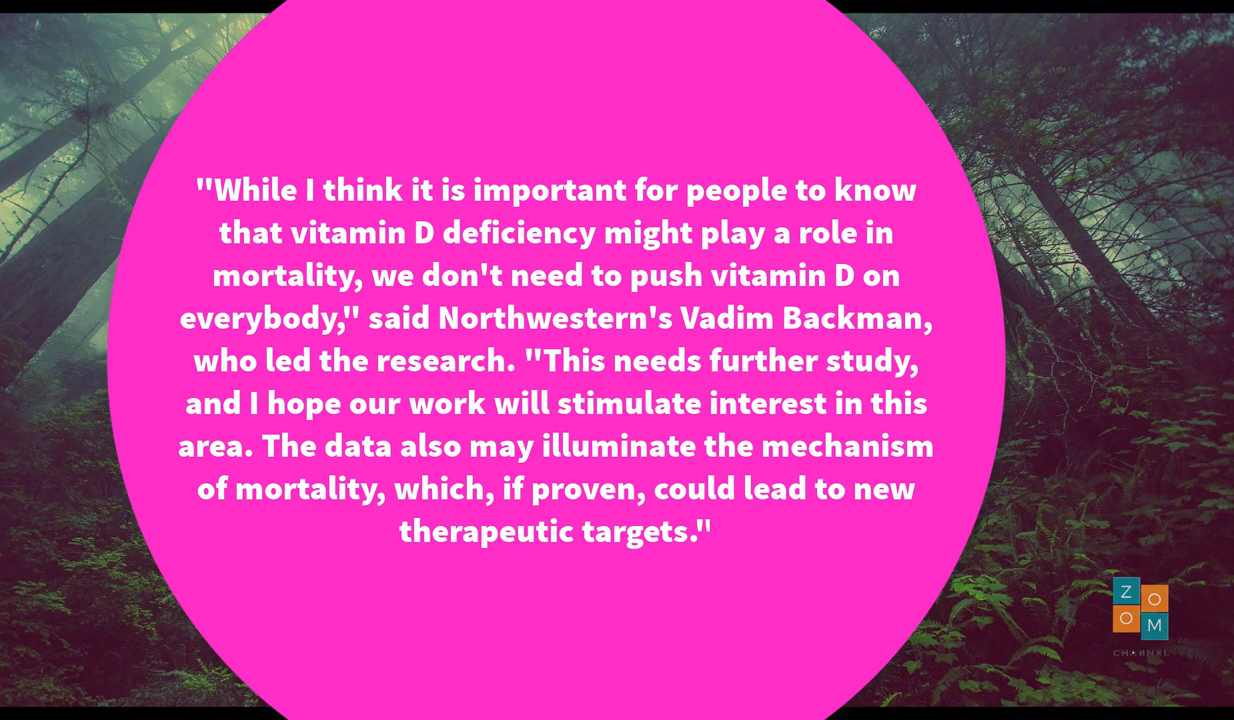 "While I think it is important for people to know
that vitamin D deficiency might play a role in
mortality, we don't need to push vitamin D on
everybody," said Northwestern's Vadim Backman,
who led the research. "This needs further study,
and I hope our work will stimulate interest in this
area. The data also may illuminate the mechanism
of mortality, which, if proven, could lead to new
therapeutic targets."
ZO
OM
CHANNEL